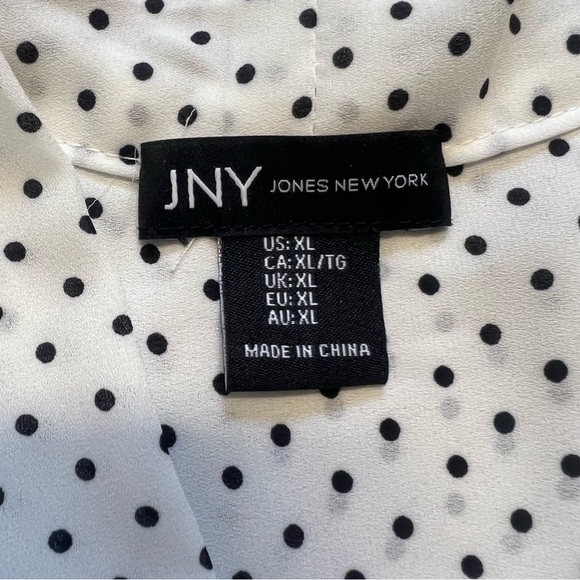 JNY JONES NEW YORK
US: XL
CA: XL/TG
UK: XL
EU: XL
AU: XL
MADE IN CHINA